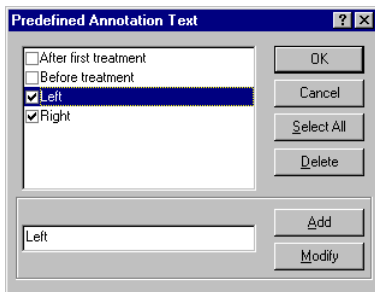 Predefined Annotation Text
After first treatment
Before treatment
Left
Right
OK
Cancel
Select All
Delete
Left
Add
Modify